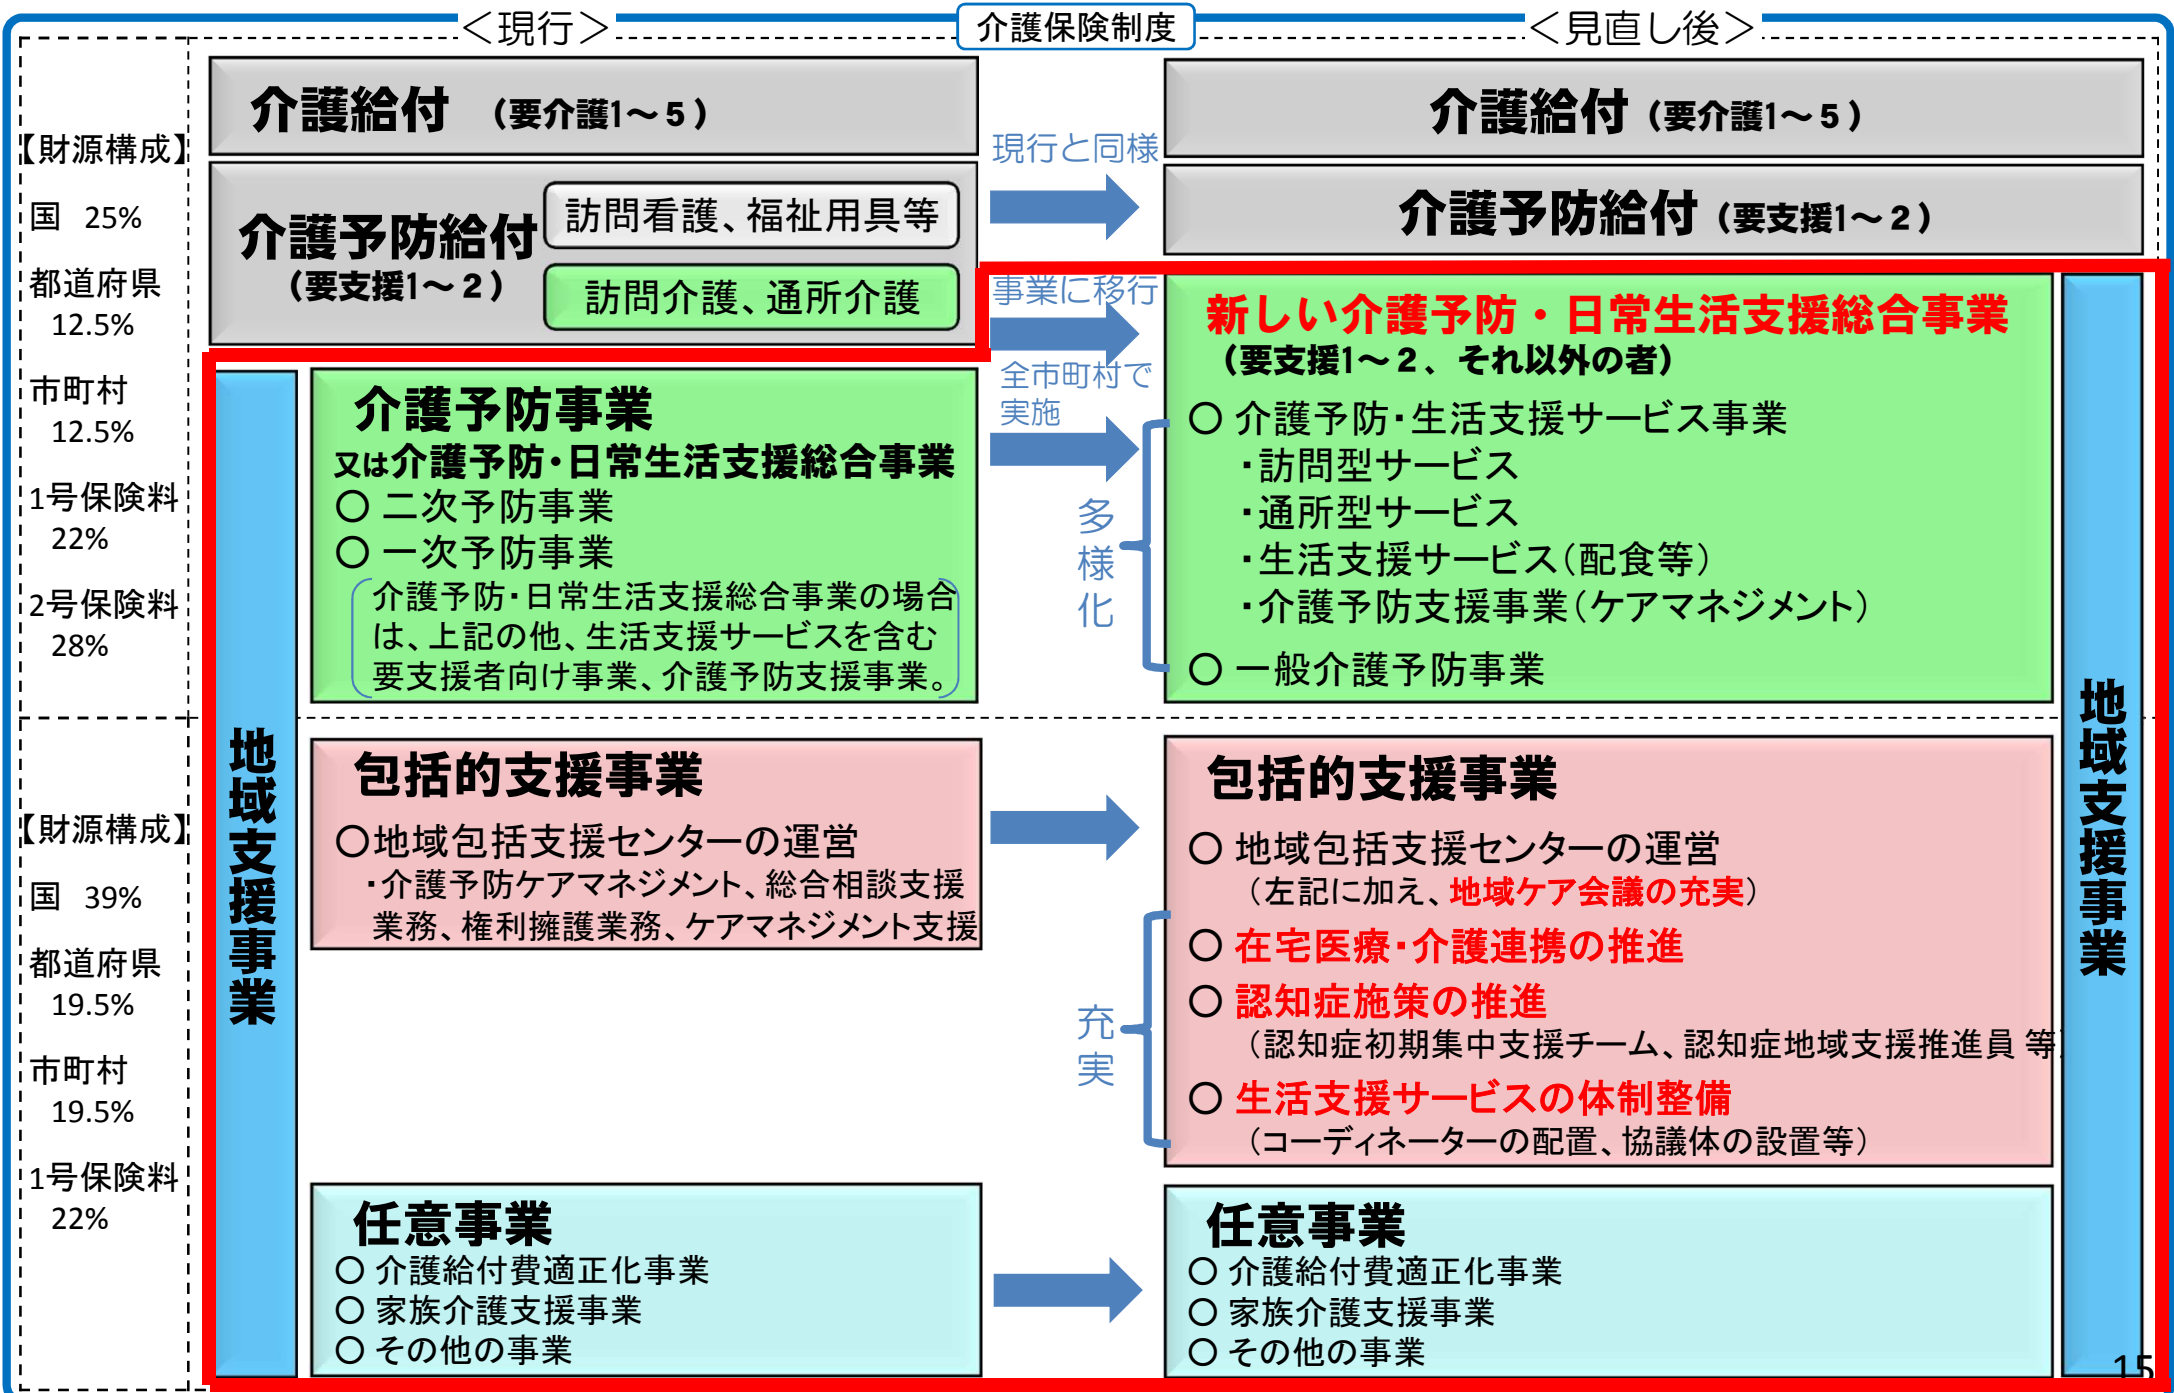 ＜現行＞
介護保険制度
＜見直し後＞
【財源構成】
国 25%
都道府県
12.5%
市町村
12.5%
1号保険料
22%
2号保険料
28%
【財源構成】
国 39%
都道府県
19.5%
市町村
19.5%
1号保険料
22%
介護給付 （要介護1～５）
介護予防給付
（要支援1～２）
訪問看護、福祉用具等
訪問介護、通所介護
地域支援事業
介護予防事業
又は介護予防・日常生活支援総合事業
○ 二次予防事業
○ 一次予防事業
介護予防・日常生活支援総合事業の場合
は、上記の他、生活支援サービスを含む
要支援者向け事業、介護予防支援事業。
包括的支援事業
○地域包括支援センターの運営
・介護予防ケアマネジメント、総合相談支援
業務、権利擁護業務、ケアマネジメント支援
任意事業
○ 介護給付費適正化事業
○ 家族介護支援事業
○ その他の事業
現行と同様
事業に移行
全市町村で
実施
多様化
充実
介護給付（要介護1～５）
介護予防給付（要支援1～２）
新しい介護予防・日常生活支援総合事業
（要支援1～２、それ以外の者）
○ 介護予防・生活支援サービス事業
・訪問型サービス
・通所型サービス
・生活支援サービス（配食等）
・介護予防支援事業（ケアマネジメント）
○ 一般介護予防事業
包括的支援事業
○ 地域包括支援センターの運営
（左記に加え、地域ケア会議の充実）
○ 在宅医療・介護連携の推進
○ 認知症施策の推進
（認知症初期集中支援チーム、認知症地域支援推進員 等）
○ 生活支援サービスの体制整備
（コーディネーターの配置、協議体の設置等）
任意事業
○ 介護給付費適正化事業
○ 家族介護支援事業
○ その他の事業
地域支援事業
15